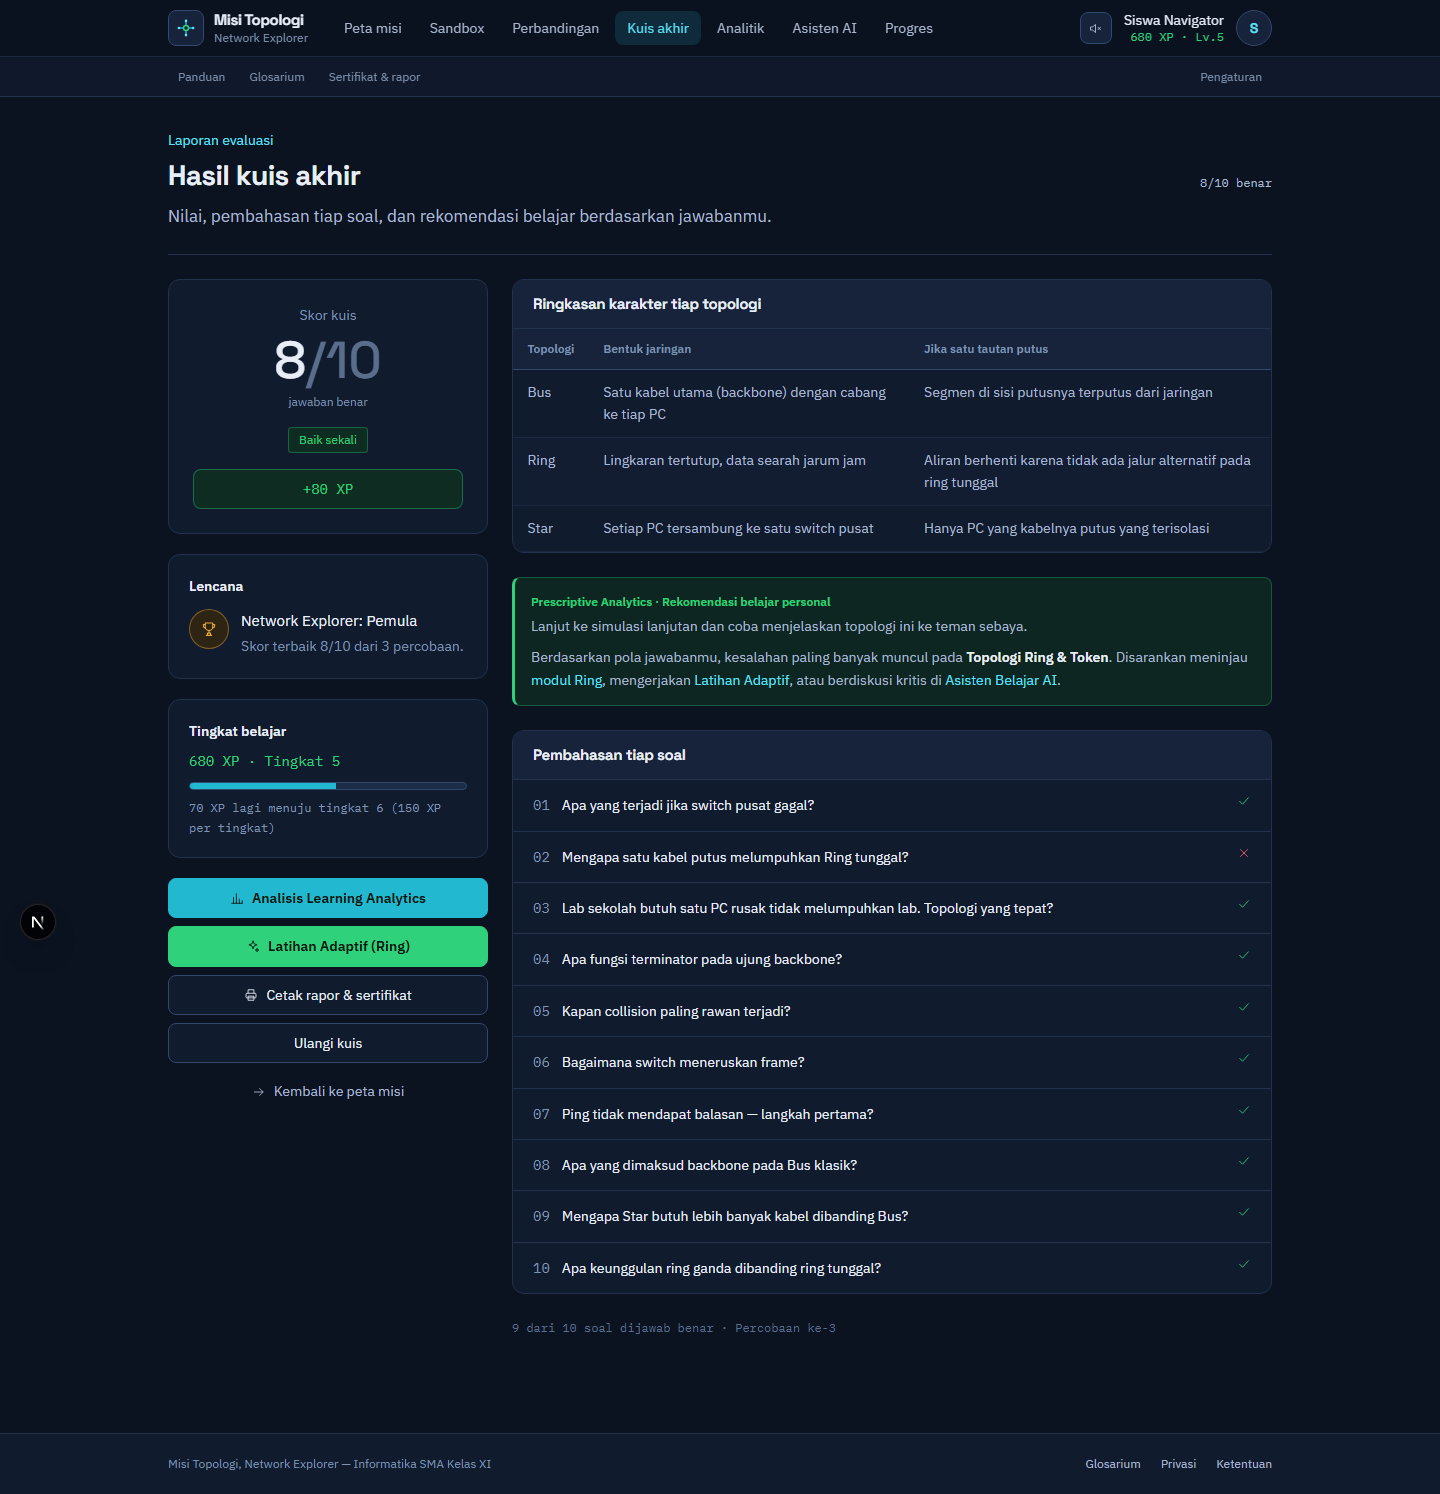 Misi Topologi
Network Explorer
Peta misi
Sandbox
Perbandingan
Kuis akhir
Analitik
Asisten AI
Progres
Siswa Navigator
680 XP · Lv.5
S
Panduan
Glosarium
Sertifikat & rapor
Pengaturan
Laporan evaluasi
Hasil kuis akhir
8/10 benar
Nilai, pembahasan tiap soal, dan rekomendasi belajar berdasarkan jawabanmu.
Skor kuis
8/10
jawaban benar
Baik sekali
+80 XP
Lencana
Network Explorer: Pemula
Skor terbaik 8/10 dari 3 percobaan.
Tingkat belajar
680 XP · Tingkat 5
70 XP lagi menuju tingkat 6 (150 XP
per tingkat)
Analisis Learning Analytics
Latihan Adaptif (Ring)
Cetak rapor & sertifikat
Ulangi kuis
→ Kembali ke peta misi
Ringkasan karakter tiap topologi
Topologi
Bentuk jaringan
Jika satu tautan putus
Bus
Satu kabel utama (backbone) dengan cabang
ke tiap PC
Segmen di sisi putusnya terputus dari jaringan
Ring
Lingkaran tertutup, data searah jarum jam
Aliran berhenti karena tidak ada jalur alternatif pada
ring tunggal
Star
Setiap PC tersambung ke satu switch pusat
Hanya PC yang kabelnya putus yang terisolasi
Prescriptive Analytics · Rekomendasi belajar personal
Lanjut ke simulasi lanjutan dan coba menjelaskan topologi ini ke teman sebaya.
Berdasarkan pola jawabanmu, kesalahan paling banyak muncul pada Topologi Ring & Token. Disarankan meninjau
modul Ring, mengerjakan Latihan Adaptif, atau berdiskusi kritis di Asisten Belajar AI.
Pembahasan tiap soal
01 Apa yang terjadi jika switch pusat gagal?
02 Mengapa satu kabel putus melumpuhkan Ring tunggal?
03 Lab sekolah butuh satu PC rusak tidak melumpuhkan lab. Topologi yang tepat?
04 Apa fungsi terminator pada ujung backbone?
05 Kapan collision paling rawan terjadi?
06 Bagaimana switch meneruskan frame?
07 Ping tidak mendapat balasan — langkah pertama?
08 Apa yang dimaksud backbone pada Bus klasik?
09 Mengapa Star butuh lebih banyak kabel dibanding Bus?
10 Apa keunggulan ring ganda dibanding ring tunggal?
9 dari 10 soal dijawab benar · Percobaan ke-3
N
Misi Topologi, Network Explorer — Informatika SMA Kelas XI
Glosarium
Privasi
Ketentuan